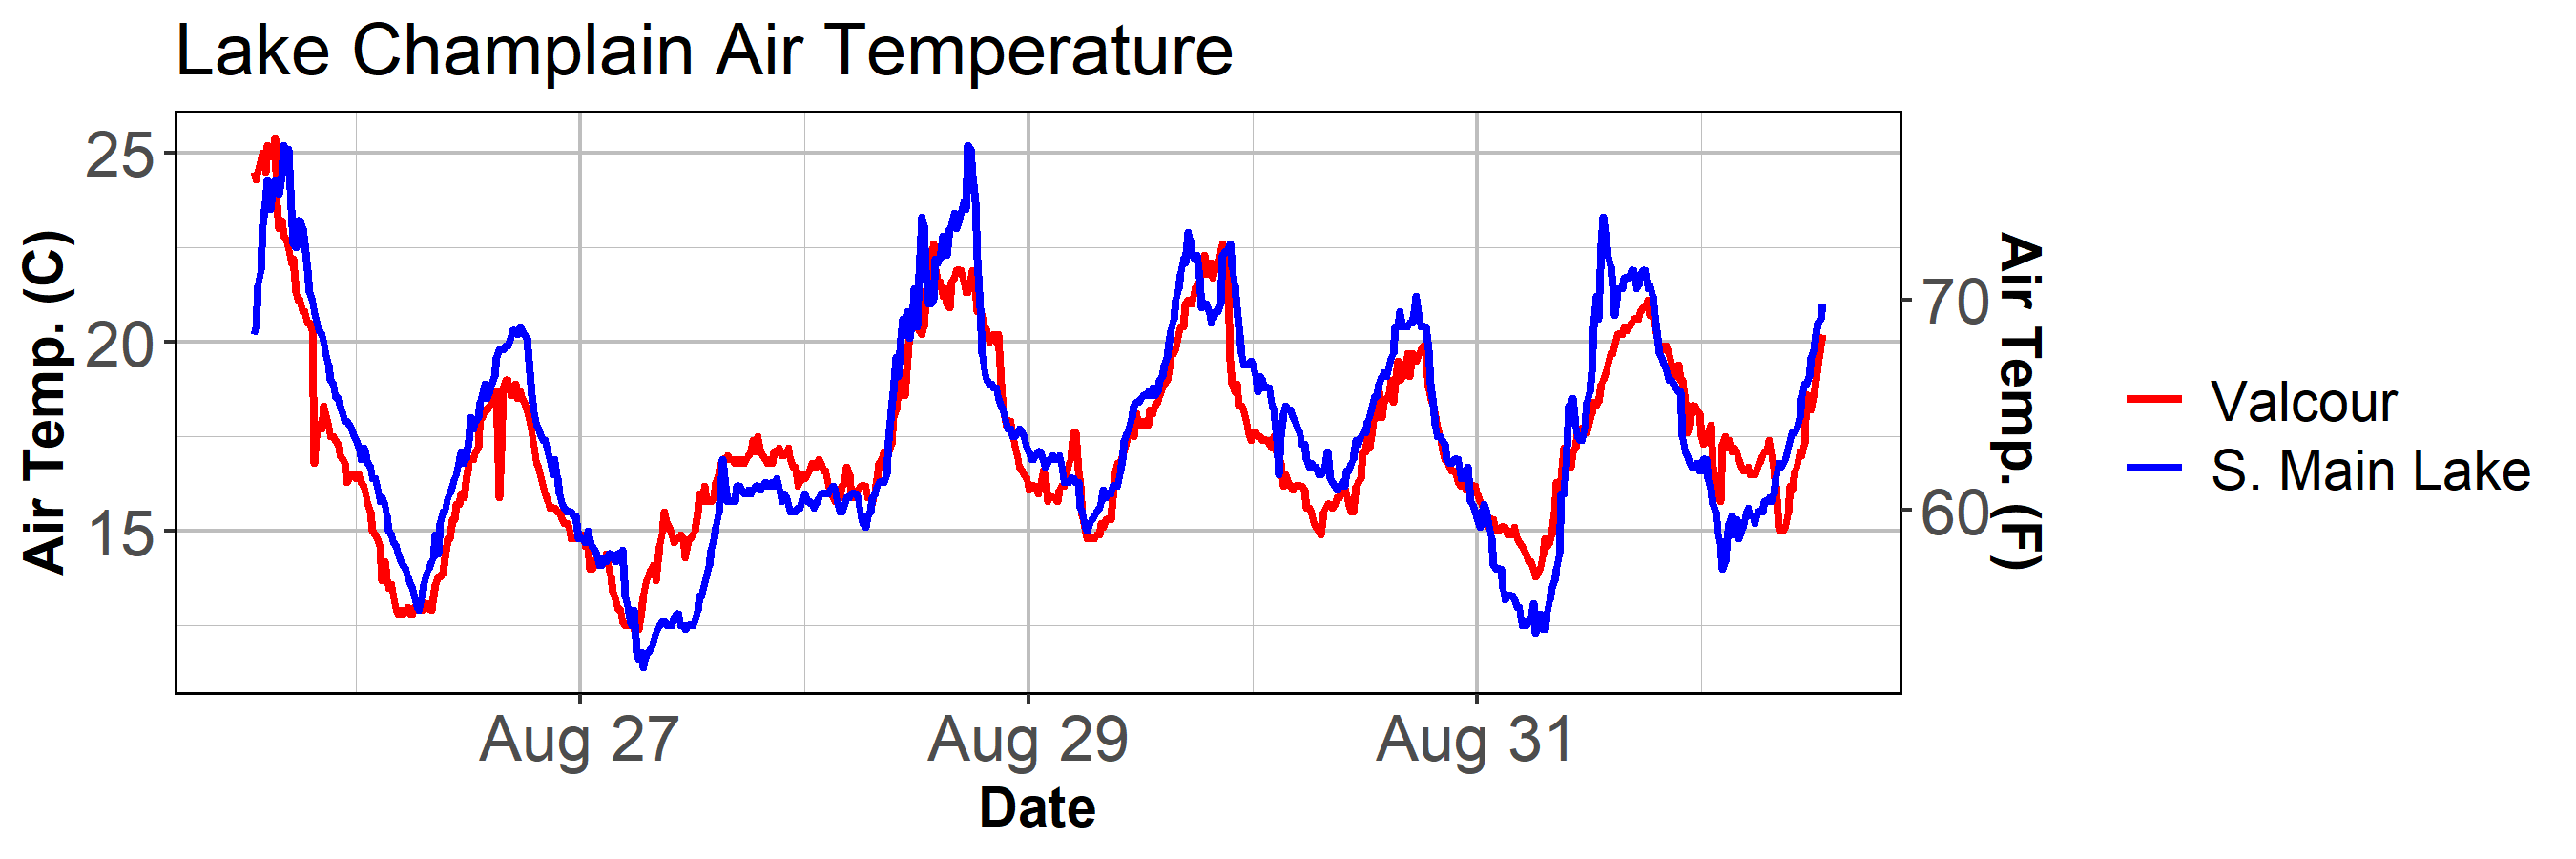 Lake Champlain Air Temperature
Air Temp. (C)
25
20
15
70
60
Air Temp. (F)
Valcour
S. Main Lake
Aug 27
Aug 29
Aug 31
Date